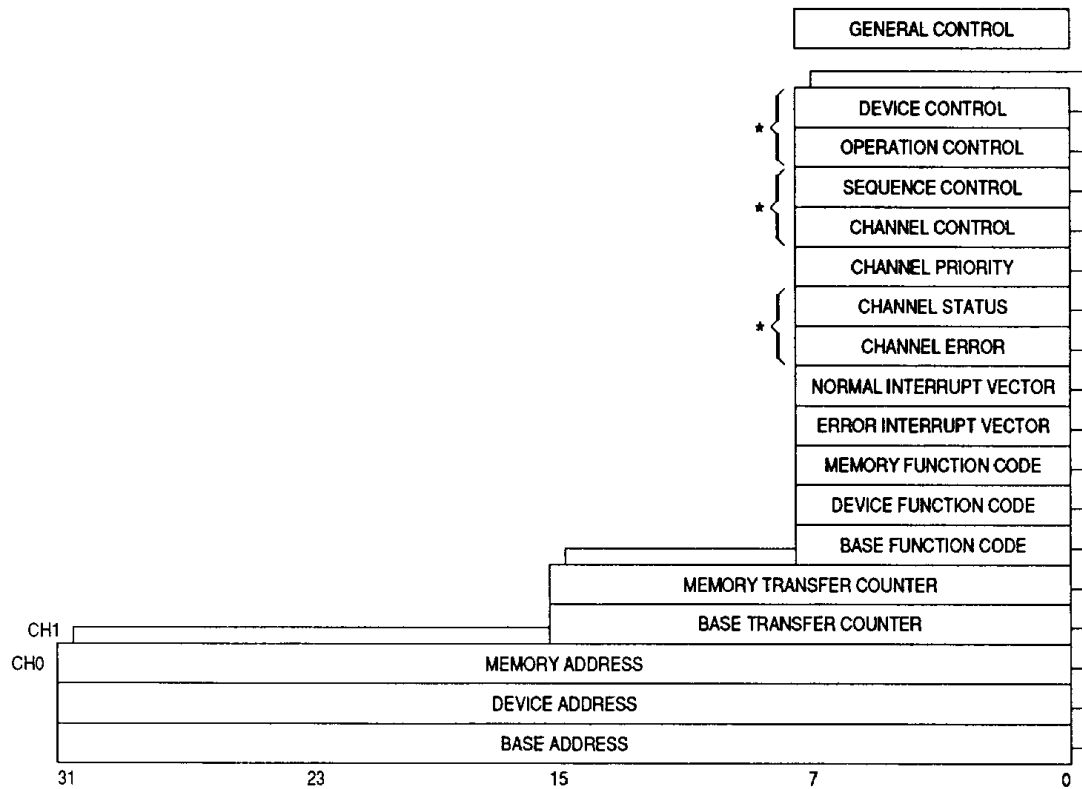 GENERAL CONTROL
DEVICE CONTROL
*
OPERATION CONTROL
SEQUENCE CONTROL
*
CHANNEL CONTROL
CHANNEL PRIORITY
CHANNEL STATUS
*
CHANNEL ERROR
NORMAL INTERRUPT VECTOR
ERROR INTERRUPT VECTOR
MEMORY FUNCTION CODE
DEVICE FUNCTION CODE
BASE FUNCTION CODE
MEMORY TRANSFER COUNTER
BASE TRANSFER COUNTER
CH1
CH0 MEMORY ADDRESS
DEVICE ADDRESS
BASE ADDRESS
31 23 15 7 0